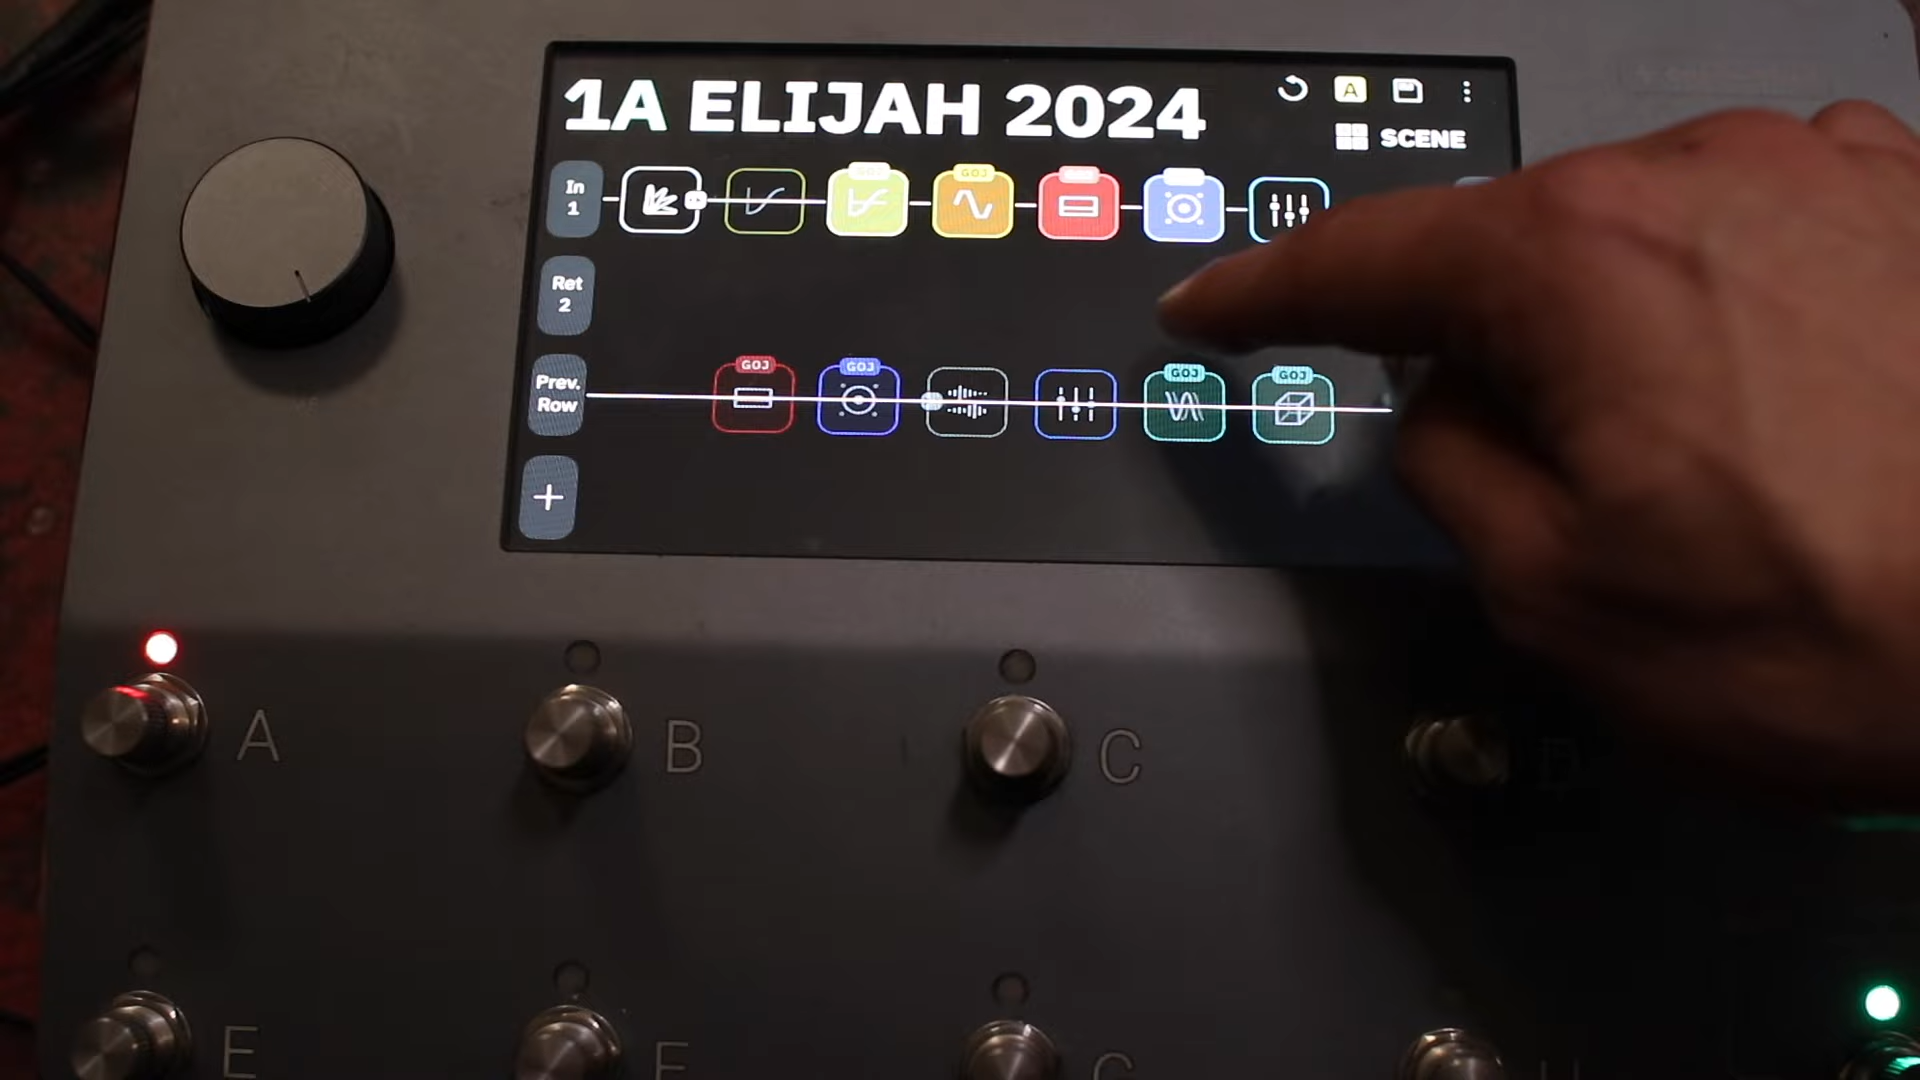 1A ELIJAH 2024
A
SCENE
In
1
GOJ
Ret
2
GOJ
GOJ
GOJ
GOJ
Prev.
Row
+
A
B
C
D
E